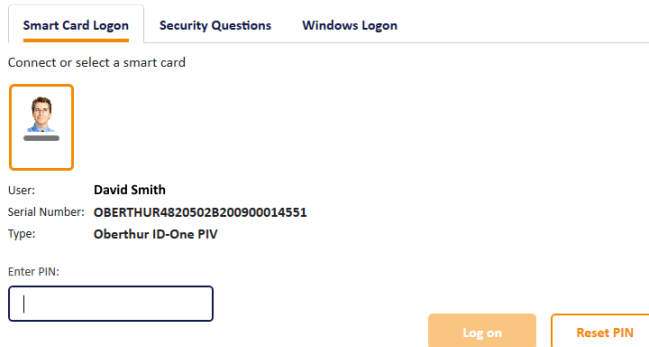 Smart Card Logon Security Questions Windows Logon
Connect or select a smart card
User: David Smith
Serial Number: OBERTHUR4820502B200900014551
Type: Oberthur ID-One PIV
Enter PIN:
Log on Reset PIN